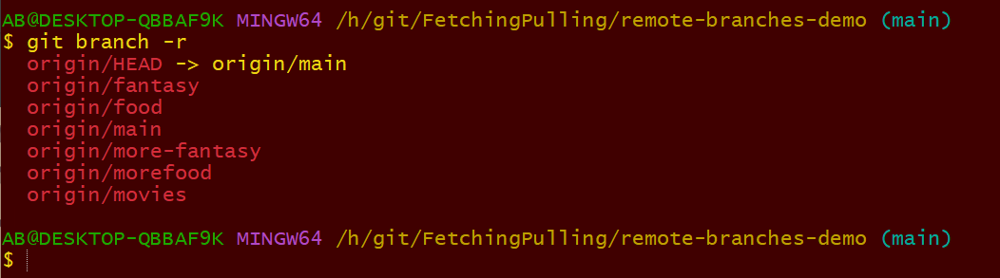 AB@DESKTOP-QBBAF9K MINGW64 /h/git/FetchingPulling/remote-branches-demo (main)
$ git branch -r
  origin/HEAD -> origin/main
  origin/fantasy
  origin/food
  origin/main
  origin/more-fantasy
  origin/morefood
  origin/movies
AB@DESKTOP-QBBAF9K MINGW64 /h/git/FetchingPulling/remote-branches-demo (main)
$